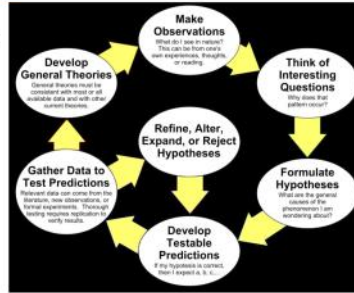 Make
Observations
What do I see in nature?
This can be from one's
own experiences, thoughts,
or reading.
Think of
Interesting
Questions
Why does that
pattern occur?
Formulate
Hypotheses
What are the general
causes of the
phenomenon I am
wondering about?
Develop
Testable
Predictions
If my hypotesis is correct,
then I expect a, b, c,...
Gather Data to
Test Predictions
Relevant data can come from the
literature, new observations, or
formal experiments. Thorough
testing requires replication to
verify results.
Refine, Alter,
Expand, or Reject
Hypotheses
Develop
General Theories
General theories must be
consistent with most or all
available data and with other
current theories.